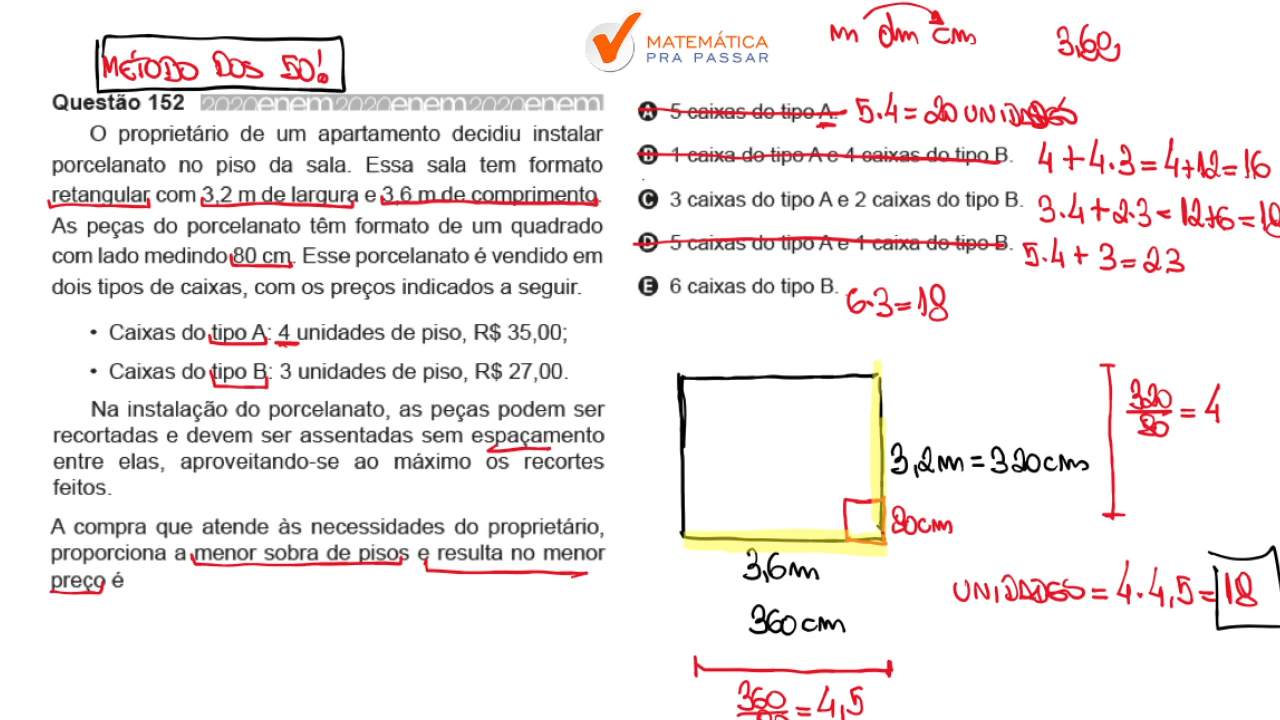 MÉTODO DOS 50!
MATEMÁTICA
PRA PASSAR
m dm cm
3,60,
Questão 152 2020enem2020enem2020enem
O proprietário de um apartamento decidiu instalar
porcelanato no piso da sala. Essa sala tem formato
retangular com 3,2 m de largura e 3,6 m de comprimento.
As peças do porcelanato têm formato de um quadrado
com lado medindo 80 cm. Esse porcelanato é vendido em
dois tipos de caixas, com os preços indicados a seguir.
• Caixas do tipo A: 4 unidades de piso, R$ 35,00;
• Caixas do tipo B: 3 unidades de piso, R$ 27,00.
Na instalação do porcelanato, as peças podem ser
recortadas e devem ser assentadas sem espaçamento
entre elas, aproveitando-se ao máximo os recortes
feitos.
A compra que atende às necessidades do proprietário,
proporciona a menor sobra de pisos e resulta no menor
preço é
A 5 caixas do tipo A. 5.4 = 20 UNIDADES
B 1 caixa do tipo A e 4 caixas do tipo B. 4 + 4.3 = 4+12 = 16
C 3 caixas do tipo A e 2 caixas do tipo B. 3.4 + 2.3 = 12+6 = 18
D 5 caixas do tipo A e 1 caixa do tipo B. 5.4 + 3 = 23
E 6 caixas do tipo B. 6.3 = 18
320
80
= 4
3,2m = 320cm
80cm
3,6m
360cm
UNIDADES = 4.4,5 = 18
360
= 4,5